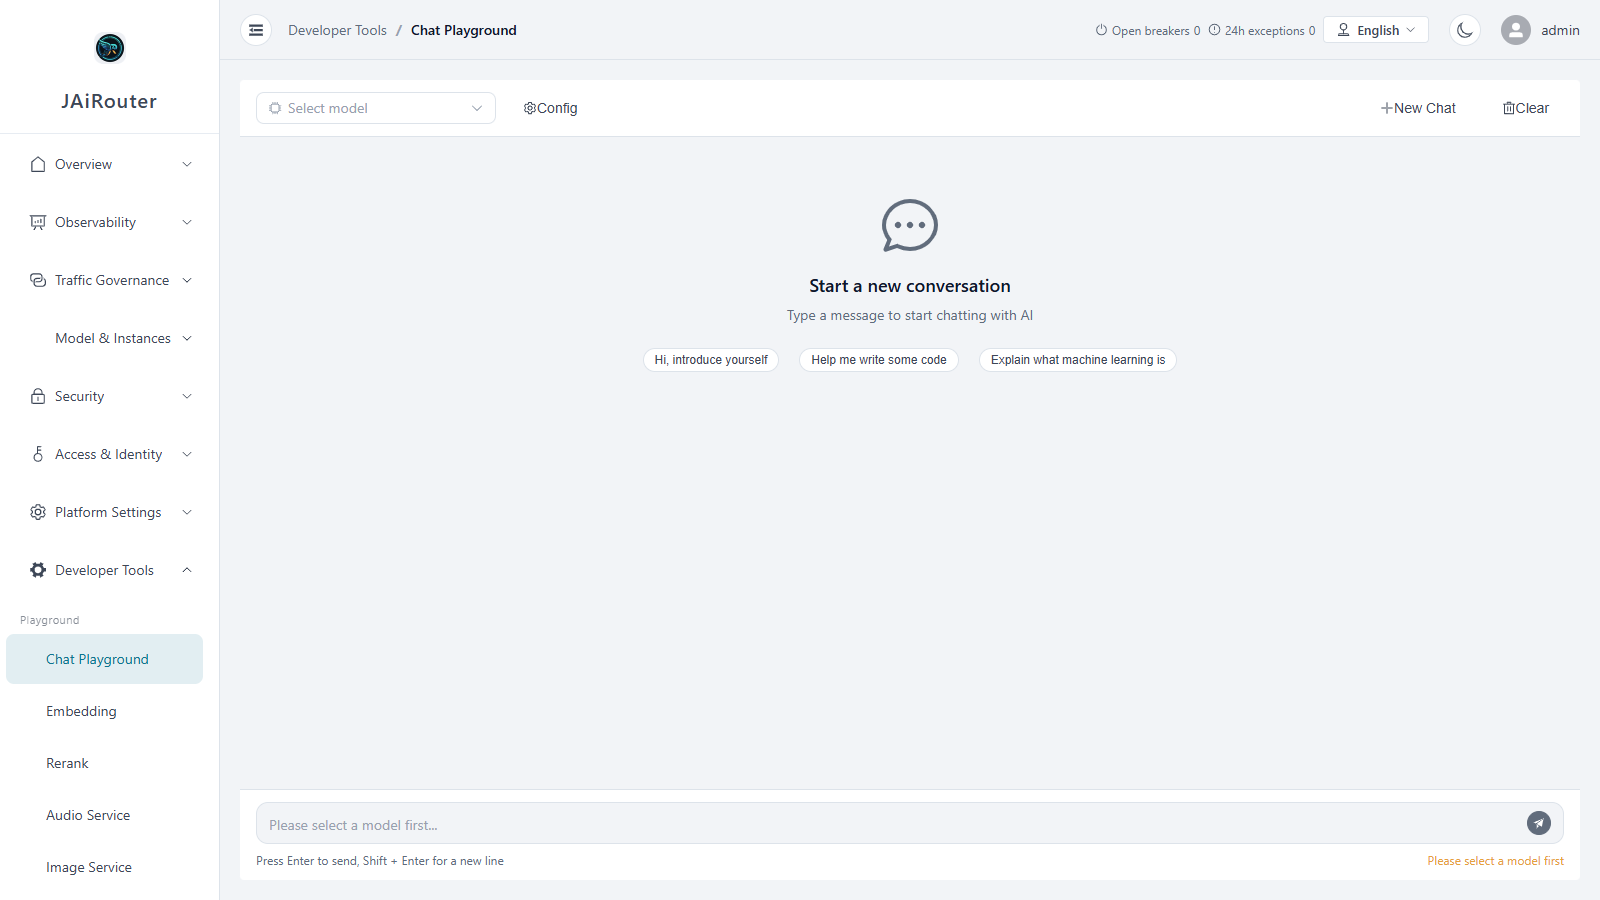 JAiRouter
Overview
Observability
Traffic Governance
Model & Instances
Security
Access & Identity
Platform Settings
Developer Tools
Playground
Chat Playground
Embedding
Rerank
Audio Service
Image Service
Developer Tools / Chat Playground
Open breakers 0 24h exceptions 0 English admin
Select model Config New Chat Clear
Start a new conversation
Type a message to start chatting with AI
Hi, introduce yourself Help me write some code Explain what machine learning is
Please select a model first...
Press Enter to send, Shift + Enter for a new line Please select a model first